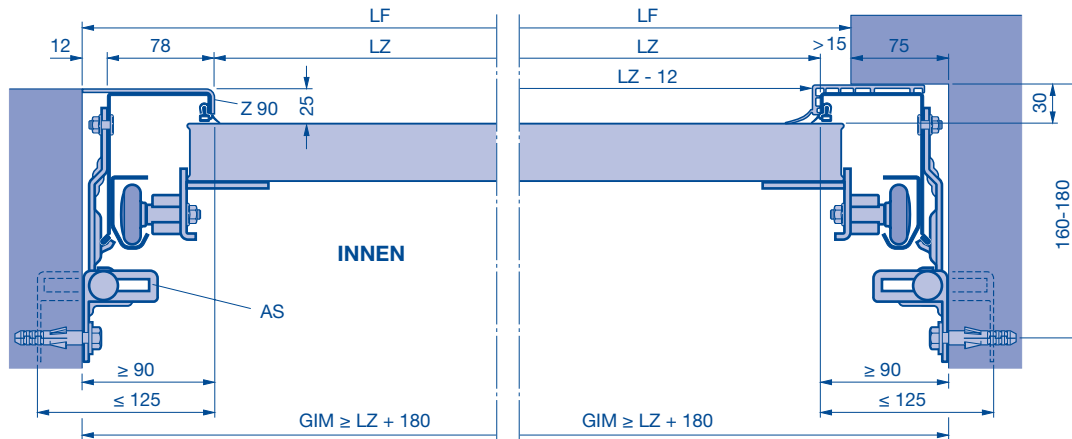 LF LF
12 78 LZ LZ >15 75
LZ - 12
Z 90 25 30
160-180
INNEN
AS
≥ 90 ≥ 90
≤ 125 ≤ 125
GIM ≥ LZ + 180 GIM ≥ LZ + 180